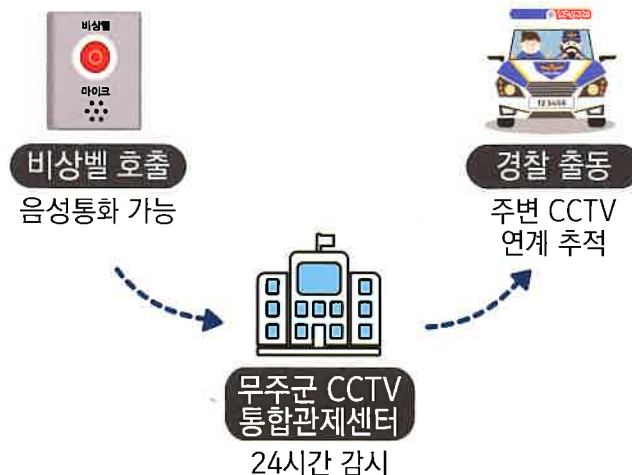 비상벨
마이크
비상벨 호출
음성통화 가능
12 3456
경찰 출동
주변 CCTV
연계 추적
무주군 CCTV
통합관제센터
24시간 감시